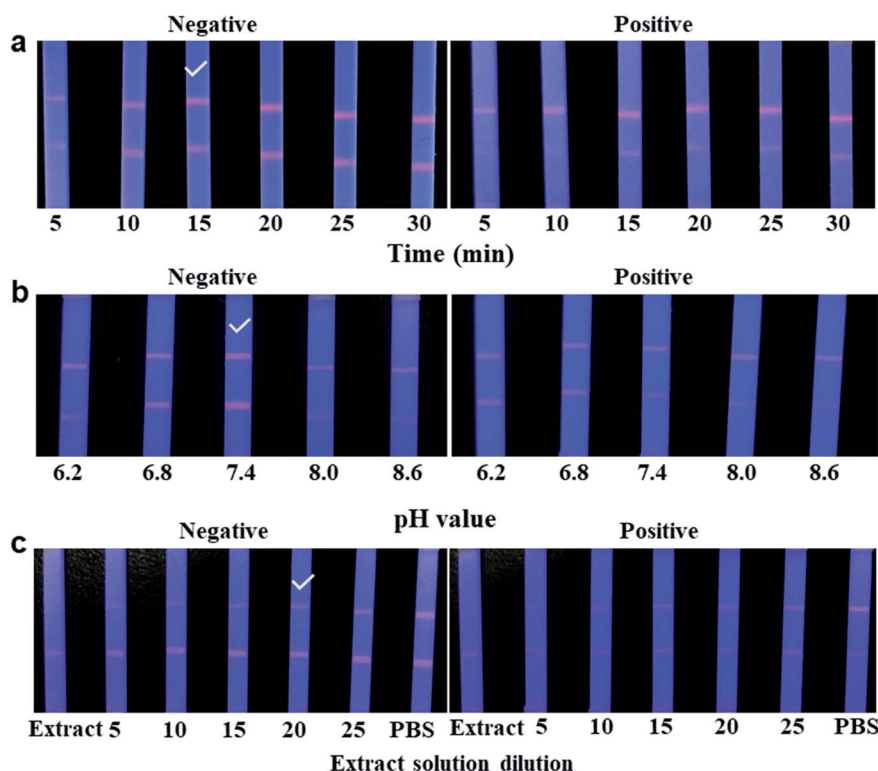 Negative Positive
a
5 10 15 20 25 30 5 10 15 20 25 30
Time (min)
Negative Positive
b
6.2 6.8 7.4 8.0 8.6 6.2 6.8 7.4 8.0 8.6
pH value
Negative Positive
c
Extract 5 10 15 20 25 PBS Extract 5 10 15 20 25 PBS
Extract solution dilution